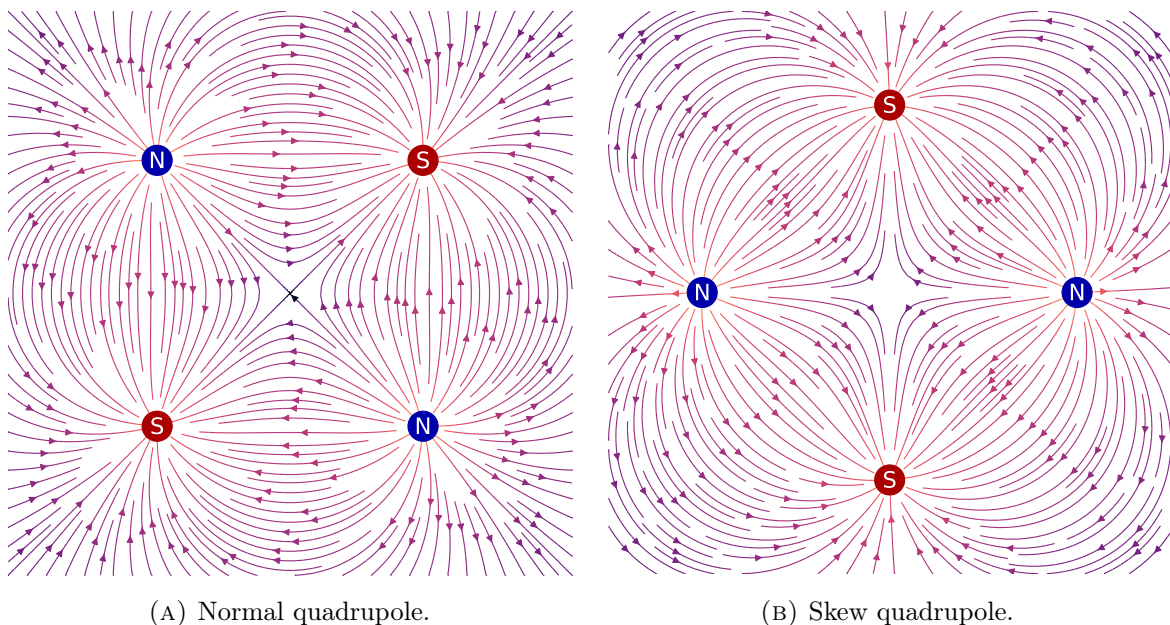 N S
S N
(A) Normal quadrupole.
S
N N
S
(B) Skew quadrupole.